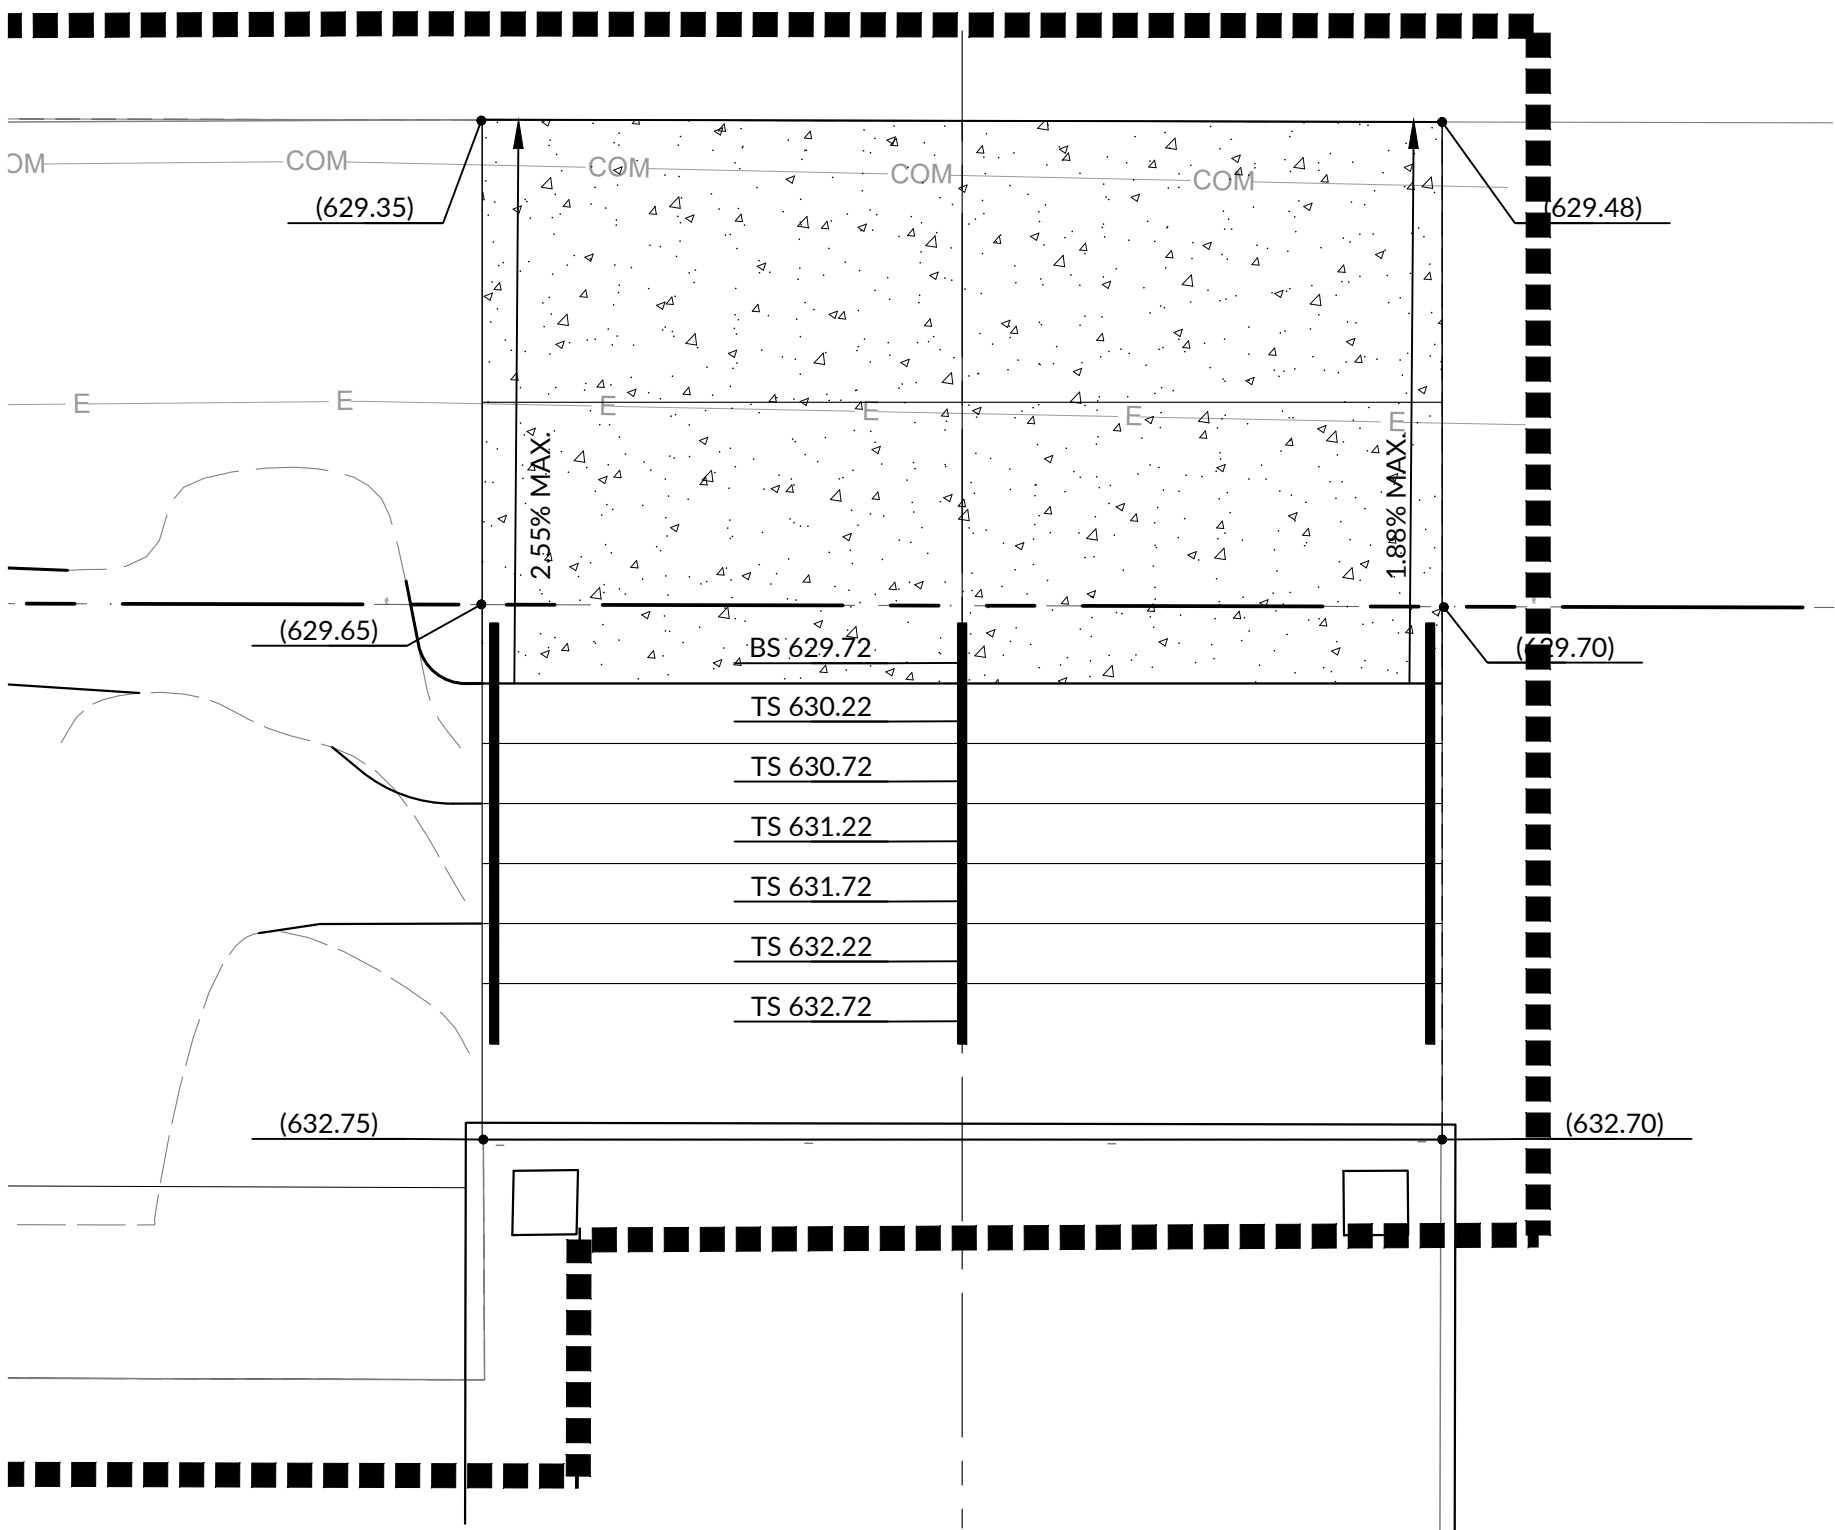 OM COM COM COM COM
(629.35) (629.48)
E E E E E E
2.55% MAX.
1.88% MAX.
(629.65)
BS 629.72
(629.70)
TS 630.22
TS 630.72
TS 631.22
TS 631.72
TS 632.22
TS 632.72
(632.75) (632.70)